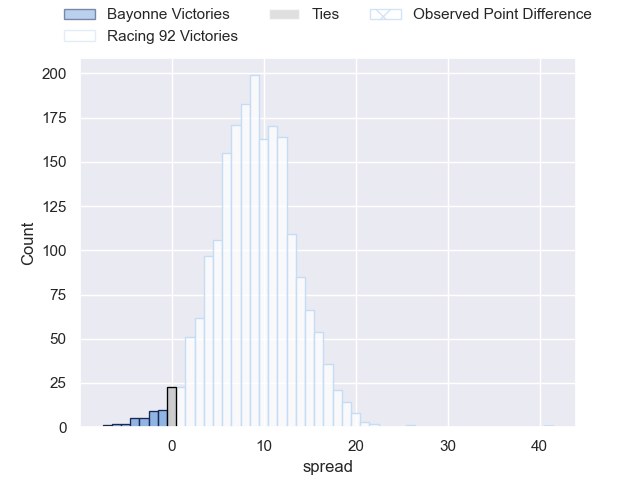 Bayonne Victories
Ties
Observed Point Difference
Racing 92 Victories
200
175
150
125
100
75
50
25
0
0
10
20
30
40
Count
spread